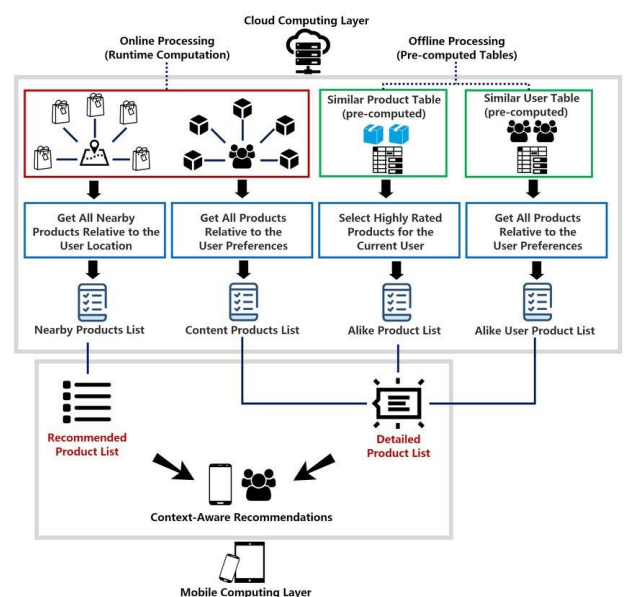 Cloud Computing Layer
Online Processing
(Runtime Computation)
Offline Processing
(Pre-computed Tables)
Similar Product Table
(pre-computed)
Similar User Table
(pre-computed)
Get All Nearby
Products Relative to the
User Location
Get All Products
Relative to the
User Preferences
Select Highly Rated
Products for the
Current User
Get All Products
Relative to the
User Preferences
Nearby Products List
Content Products List
Alike Product List
Alike User Product List
Recommended
Product List
Detailed
Product List
Context-Aware Recommendations
Mobile Computing Layer